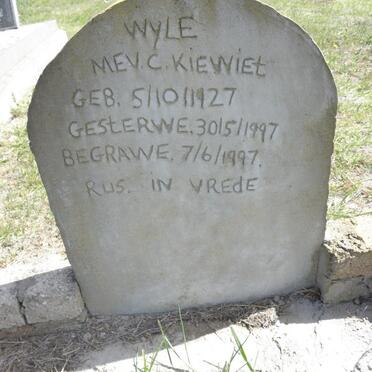 WYLE
MEV. C. KIEWIET
GEB. 5/10/1927
GESTERWE. 30/5/1997
BEGRAWE. 7/6/1997.
RUS. IN VREDE